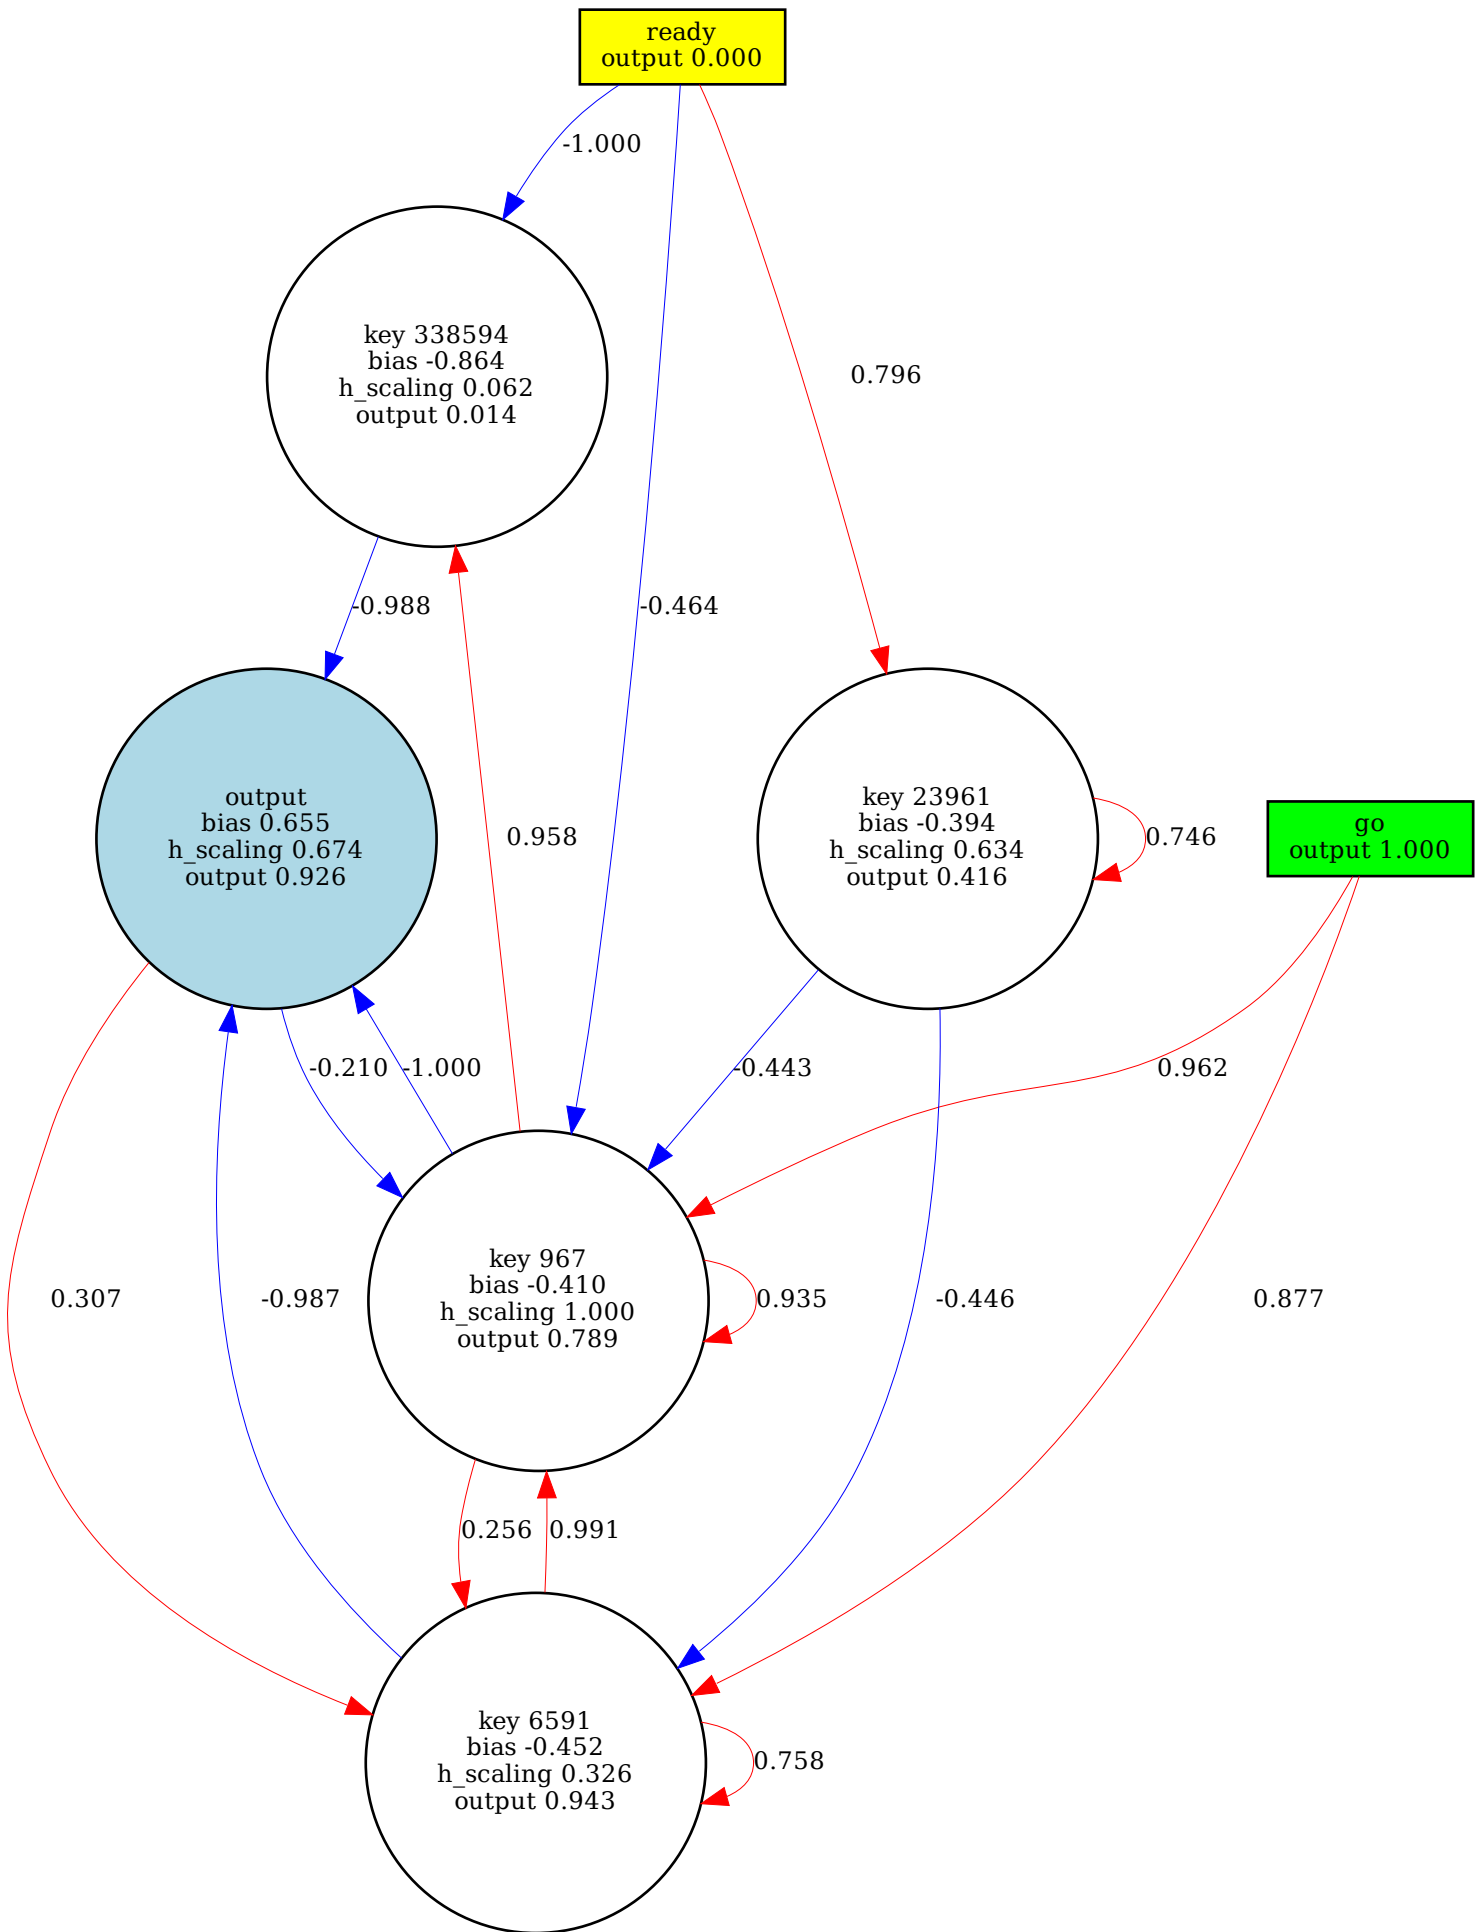 ready
output 0.000
-1.000
key 338594
bias -0.864
h_scaling 0.062
output 0.014
0.796
-0.988
-0.464
output
bias 0.655
h_scaling 0.674
output 0.926
0.958
key 23961
bias -0.394
h_scaling 0.634
output 0.416
0.746
go
output 1.000
-0.210
-1.000
-0.443
0.962
0.307
-0.987
key 967
bias -0.410
h_scaling 1.000
output 0.789
0.935
-0.446
0.877
0.256
0.991
key 6591
bias -0.452
h_scaling 0.326
output 0.943
0.758